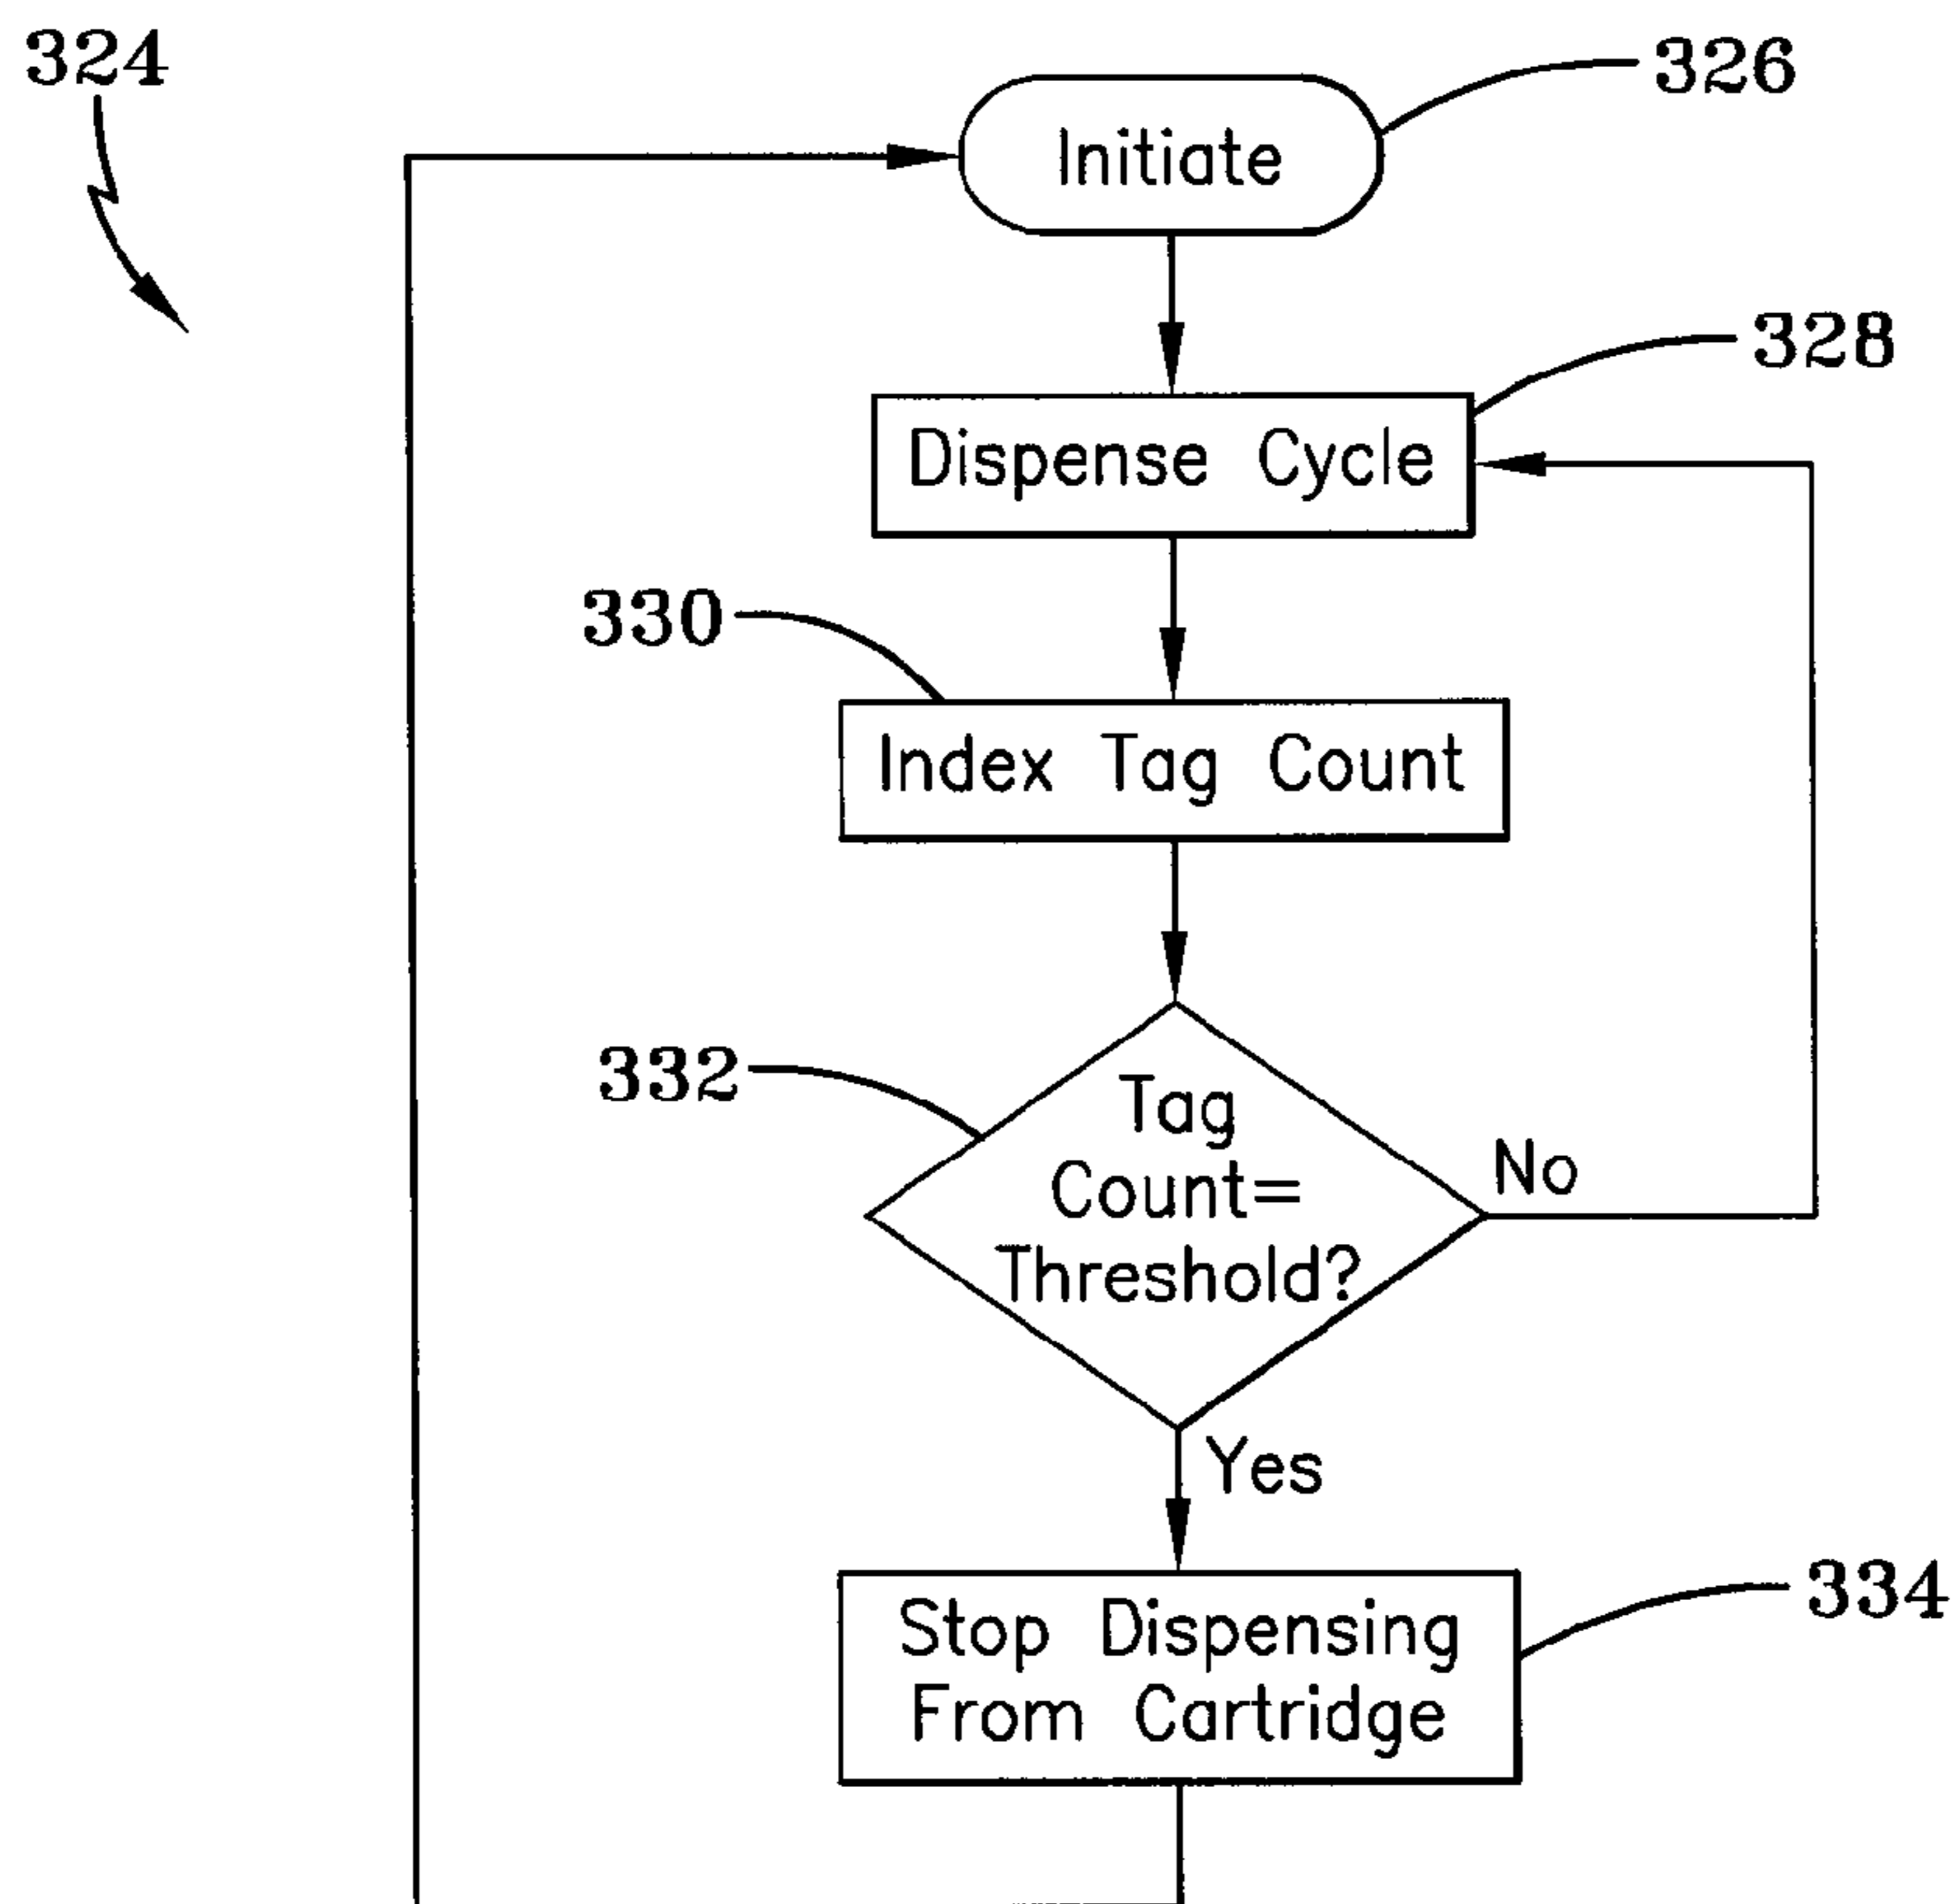 324
326
Initiate
328
Dispense Cycle
330
Index Tag Count
332
Tag
Count=
Threshold?
No
Yes
334
Stop Dispensing
From Cartridge